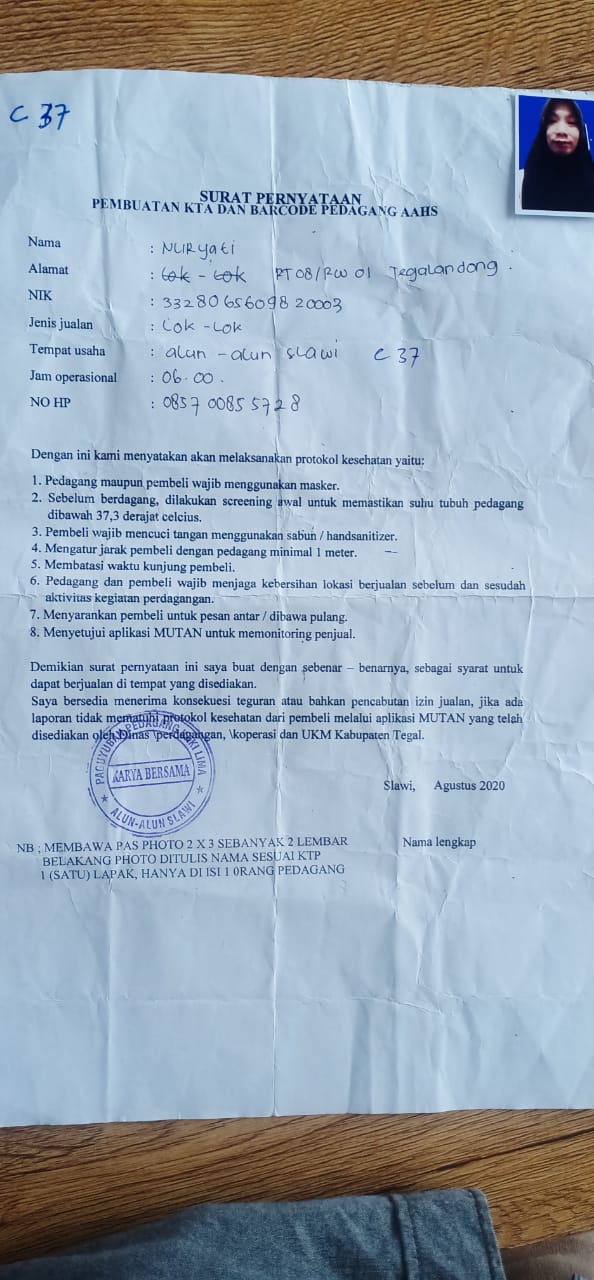 C 37
SURAT PERNYATAAN
PEMBUATAN KTA DAN BARCODE PEDAGANG AAHS
Nama : NURyati
Alamat : Lok - Lok RT 08/RW 01 Tegalandong.
NIK : 3328065609820003
Jenis jualan : Lok-Lok
Tempat usaha : alun - alun slawi C 37
Jam operasional : 06.00.
NO HP : 085700855728
Dengan ini kami menyatakan akan melaksanakan protokol kesehatan yaitu:
1. Pedagang maupun pembeli wajib menggunakan masker.
2. Sebelum berdagang, dilakukan screening awal untuk memastikan suhu tubuh pedagang
dibawah 37,3 derajat celcius.
3. Pembeli wajib mencuci tangan menggunakan sabun / handsanitizer.
4. Mengatur jarak pembeli dengan pedagang minimal 1 meter.
5. Membatasi waktu kunjung pembeli.
6. Pedagang dan pembeli wajib menjaga kebersihan lokasi berjualan sebelum dan sesudah
aktivitas kegiatan perdagangan.
7. Menyarankan pembeli untuk pesan antar / dibawa pulang.
8. Menyetujui aplikasi MUTAN untuk memonitoring penjual.
Demikian surat pernyataan ini saya buat dengan sebenar – benarnya, sebagai syarat untuk
dapat berjualan di tempat yang disediakan.
Saya bersedia menerima konsekuesi teguran atau bahkan pencabutan izin jualan, jika ada
laporan tidak mematuhi protokol kesehatan dari pembeli melalui aplikasi MUTAN yang telah
disediakan oleh Dinas \perdagangan, \koperasi dan UKM Kabupaten Tegal.
PAGUYUBAN PEDAGANG KAKI LIMA
KARYA BERSAMA
ALUN-ALUN SLAWI
Slawi, Agustus 2020
Nama lengkap
NB ; MEMBAWA PAS PHOTO 2 X 3 SEBANYAK 2 LEMBAR
BELAKANG PHOTO DITULIS NAMA SESUAI KTP
1 (SATU) LAPAK, HANYA DI ISI 1 0RANG PEDAGANG